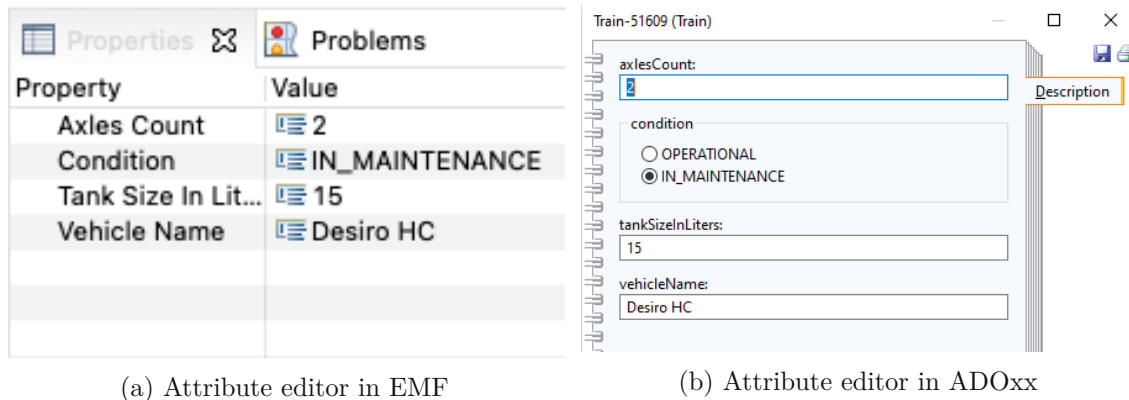 Properties Problems
Property Value
Axles Count 2
Condition IN_MAINTENANCE
Tank Size In Lit... 15
Vehicle Name Desiro HC
(a) Attribute editor in EMF
Train-51609 (Train)
axlesCount:
2
Description
condition
OPERATIONAL
IN_MAINTENANCE
tankSizeInLiters:
15
vehicleName:
Desiro HC
(b) Attribute editor in ADOxx